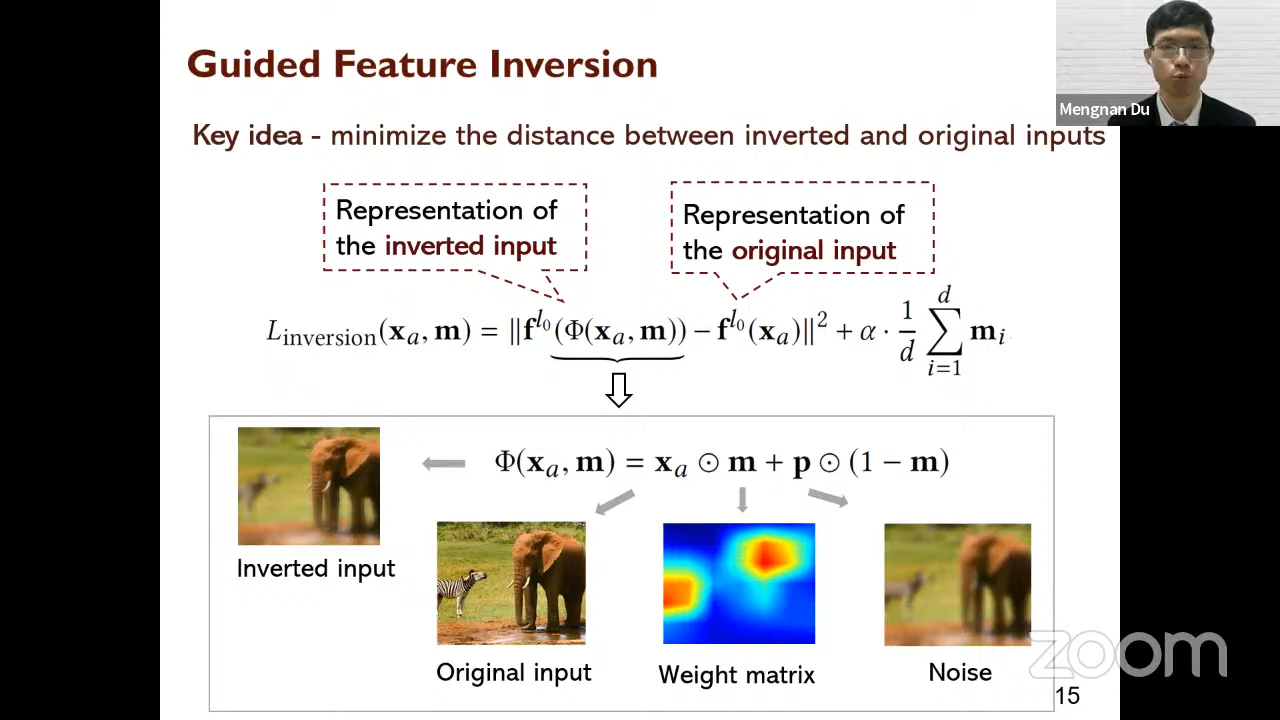 Guided Feature Inversion
Mengnan Du
Key idea - minimize the distance between inverted and original inputs
Representation of
the inverted input
Representation of
the original input
L_inversion(x_a, m) = ‖f^{l_0}(Φ(x_a, m)) − f^{l_0}(x_a)‖² + α · 1/d ∑_{i=1}^{d} m_i
Φ(x_a, m) = x_a ⊙ m + p ⊙ (1 − m)
Inverted input
Original input
Weight matrix
Noise
zoom
15